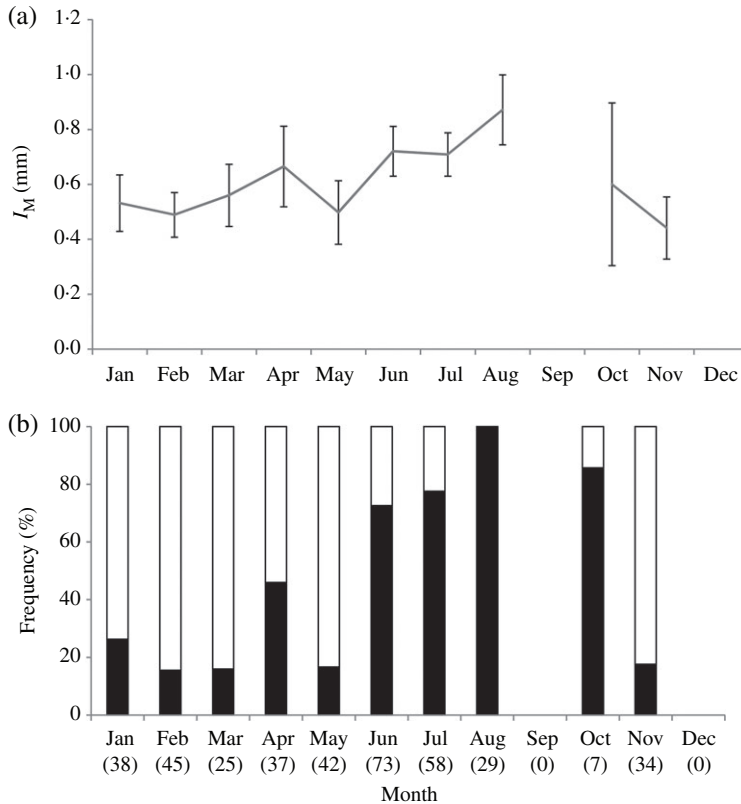 (a)
1·2
1·0
0·8
0·6
0·4
0·2
0·0
I_M (mm)
Jan Feb Mar Apr May Jun Jul Aug Sep Oct Nov Dec
(b)
100
80
60
40
20
0
Frequency (%)
Jan Feb Mar Apr May Jun Jul Aug Sep Oct Nov Dec
(38) (45) (25) (37) (42) (73) (58) (29) (0) (7) (34) (0)
Month